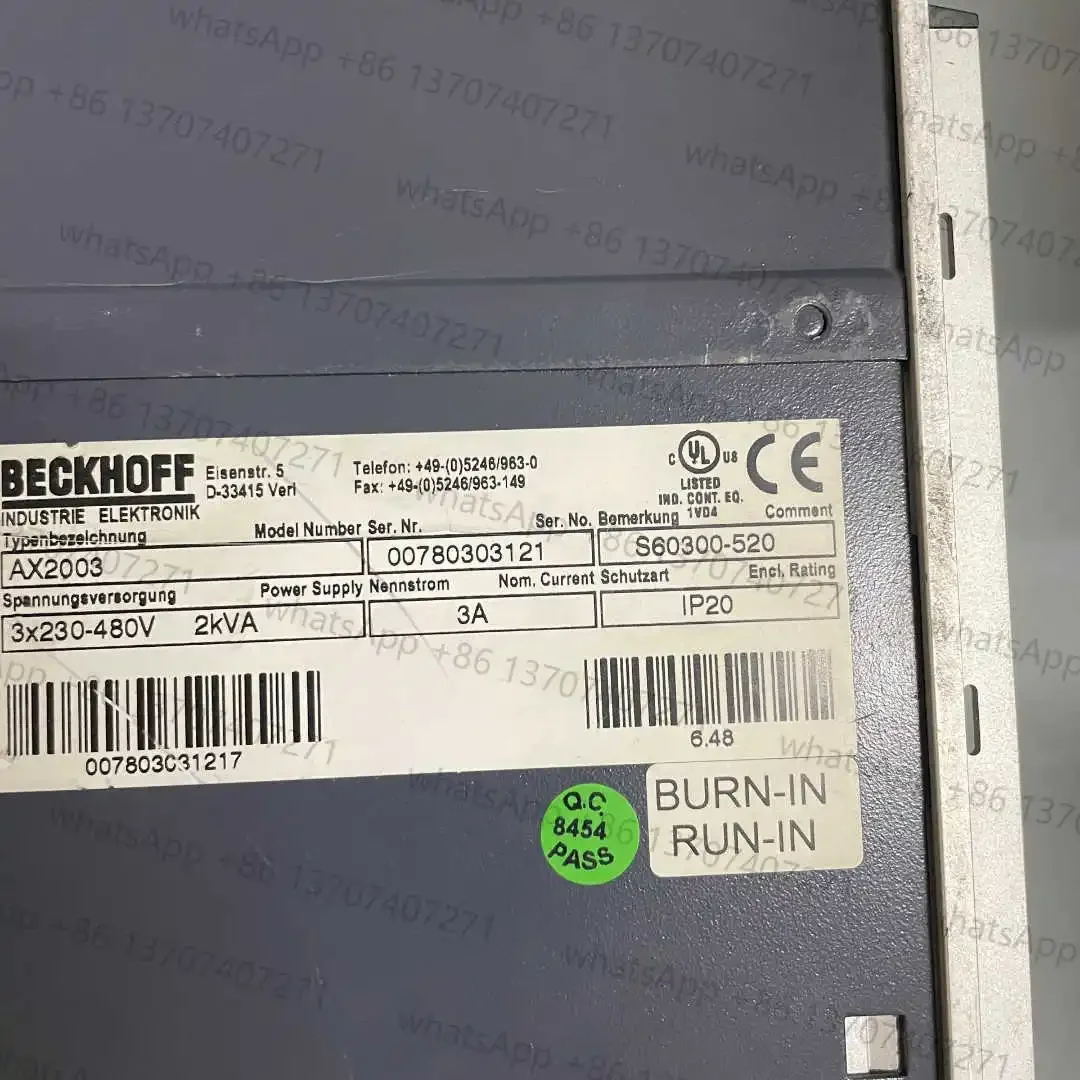 whatsApp +86 13707407271
BECKHOFF
INDUSTRIE ELEKTRONIK
Eisenstr. 5
D-33415 Verl
Telefon: +49-(0)5246/963-0
Fax: +49-(0)5246/963-149
C UL US
LISTED
IND. CONT. EQ.
1VD4
CE
Typenbezeichnung Model Number Ser. Nr. Ser. No. Bemerkung Comment
AX2003 00780303121 S60300-520
Spannungsversorgung Power Supply Nennstrom Nom. Current Schutzart Encl. Rating
3x230-480V 2kVA 3A IP20
007803031217
6.48
Q.C.
8454
PASS
BURN-IN
RUN-IN